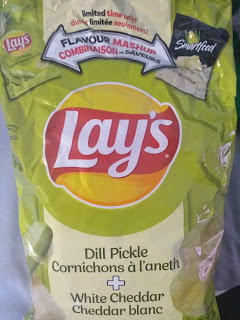 limited time only!
durée limitée seulement!
Lay's
FLAVOUR MASHUP
COMBINAISON DE SAVEURS
Smartfood
Lay's
Dill Pickle
Cornichons à l'aneth
+
White Cheddar
Cheddar blanc